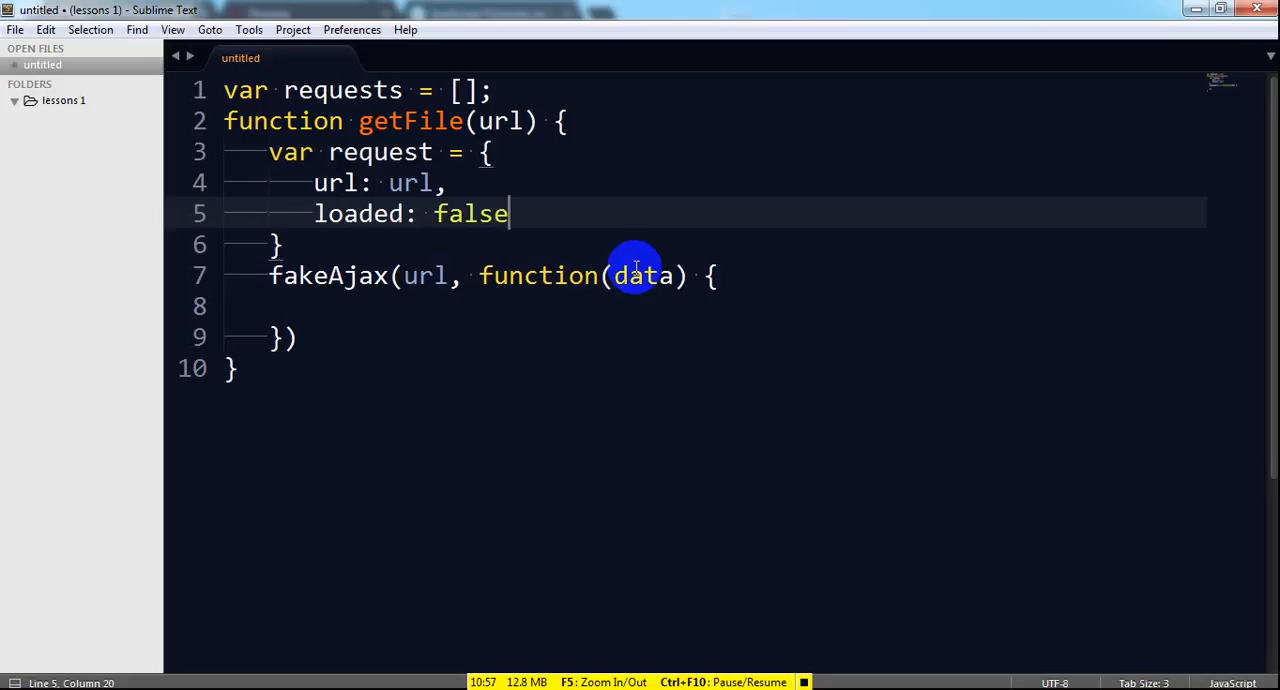 untitled • (lessons 1) - Sublime Text
File Edit Selection Find View Goto Tools Project Preferences Help
OPEN FILES
untitled
FOLDERS
lessons 1
untitled
1 var requests = [];
2 function getFile(url) {
3 var request = {
4 url: url,
5 loaded: false
6 }
7 fakeAjax(url, function(data) {
8
9 })
10 }
Line 5, Column 20
10:57 12.8 MB F5: Zoom In/Out Ctrl+F10: Pause/Resume
UTF-8
Tab Size: 3
JavaScript